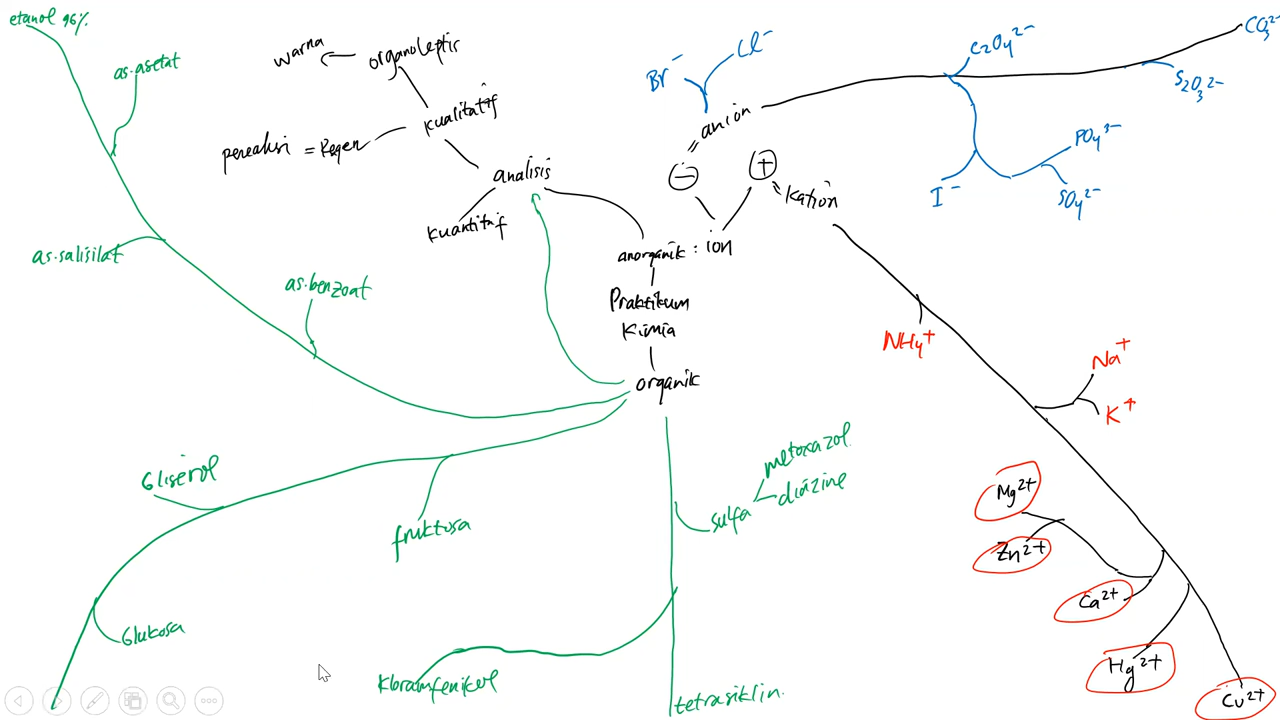 etanol 96%
as.asetat
as.salisilat
as.benzoat
warna
organoleptis
kualitatif
pereaksi = Regen
analisis
kuantitatif
Br⁻
Cl⁻
anion
⊖
⊕
kation
anorganik : ion
Praktikum
Kimia
organik
C₂O₄²⁻
CO₃²⁻
S₂O₃²⁻
I⁻
PO₄³⁻
SO₄²⁻
NH₄⁺
Na⁺
K⁺
Mg²⁺
Zn²⁺
Ca²⁺
Hg²⁺
Cu²⁺
Gliserol
fruktosa
Glukosa
sulfa
metoxazol
diazine
kloramfenikol
tetrasiklin.